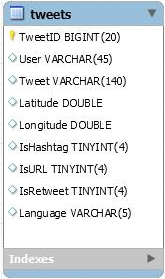 tweets
TweetID BIGINT(20)
User VARCHAR(45)
Tweet VARCHAR(140)
Latitude DOUBLE
Longitude DOUBLE
IsHashtag TINYINT(4)
IsURL TINYINT(4)
IsRetweet TINYINT(4)
Language VARCHAR(5)
Indexes